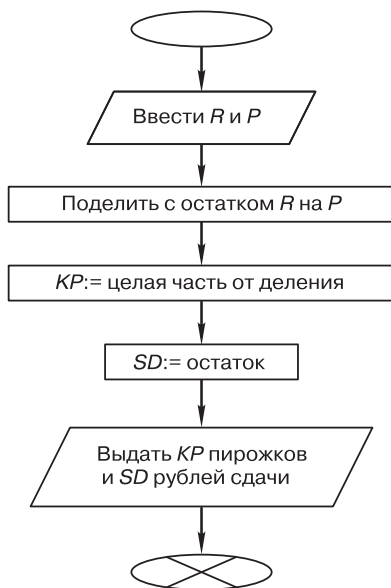 Ввести R и P
Поделить с остатком R на P
KP:= целая часть от деления
SD:= остаток
Выдать KP пирожков
и SD рублей сдачи